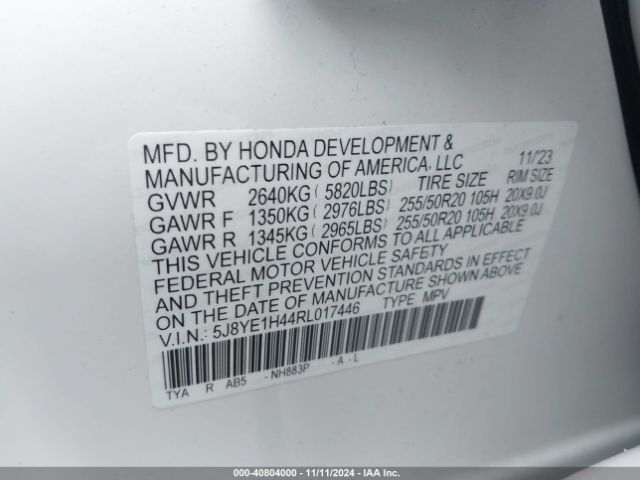 MFD. BY HONDA DEVELOPMENT &
MANUFACTURING OF AMERICA, LLC 11/23
GVWR 2640KG ( 5820LBS) TIRE SIZE RIM SIZE
GAWR F 1350KG ( 2976LBS) 255/50R20 105H 20X9.0J
GAWR R 1345KG ( 2965LBS) 255/50R20 105H 20X9.0J
THIS VEHICLE CONFORMS TO ALL APPLICABLE
FEDERAL MOTOR VEHICLE SAFETY
AND THEFT PREVENTION STANDARDS IN EFFECT
ON THE DATE OF MANUFACTURE SHOWN ABOVE
V.I.N.: 5J8YE1H44RL017446 TYPE MPV
TYA R AB5 - NH883P - A - L
000-40804000 - 11/11/2024 - IAA Inc.